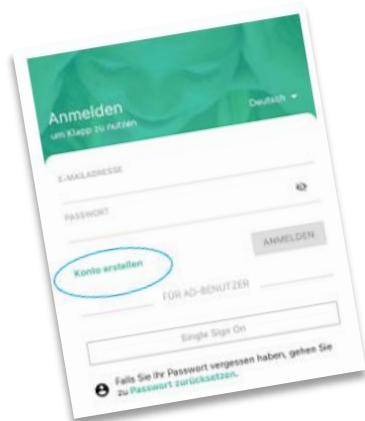 Anmelden
um Klapp zu nutzen
Deutsch
E-MAILADRESSE
PASSWORT
ANMELDEN
Konto erstellen
FÜR AD-BENUTZER
Single Sign On
Falls Sie Ihr Passwort vergessen haben, gehen Sie
zu Passwort zurücksetzen.